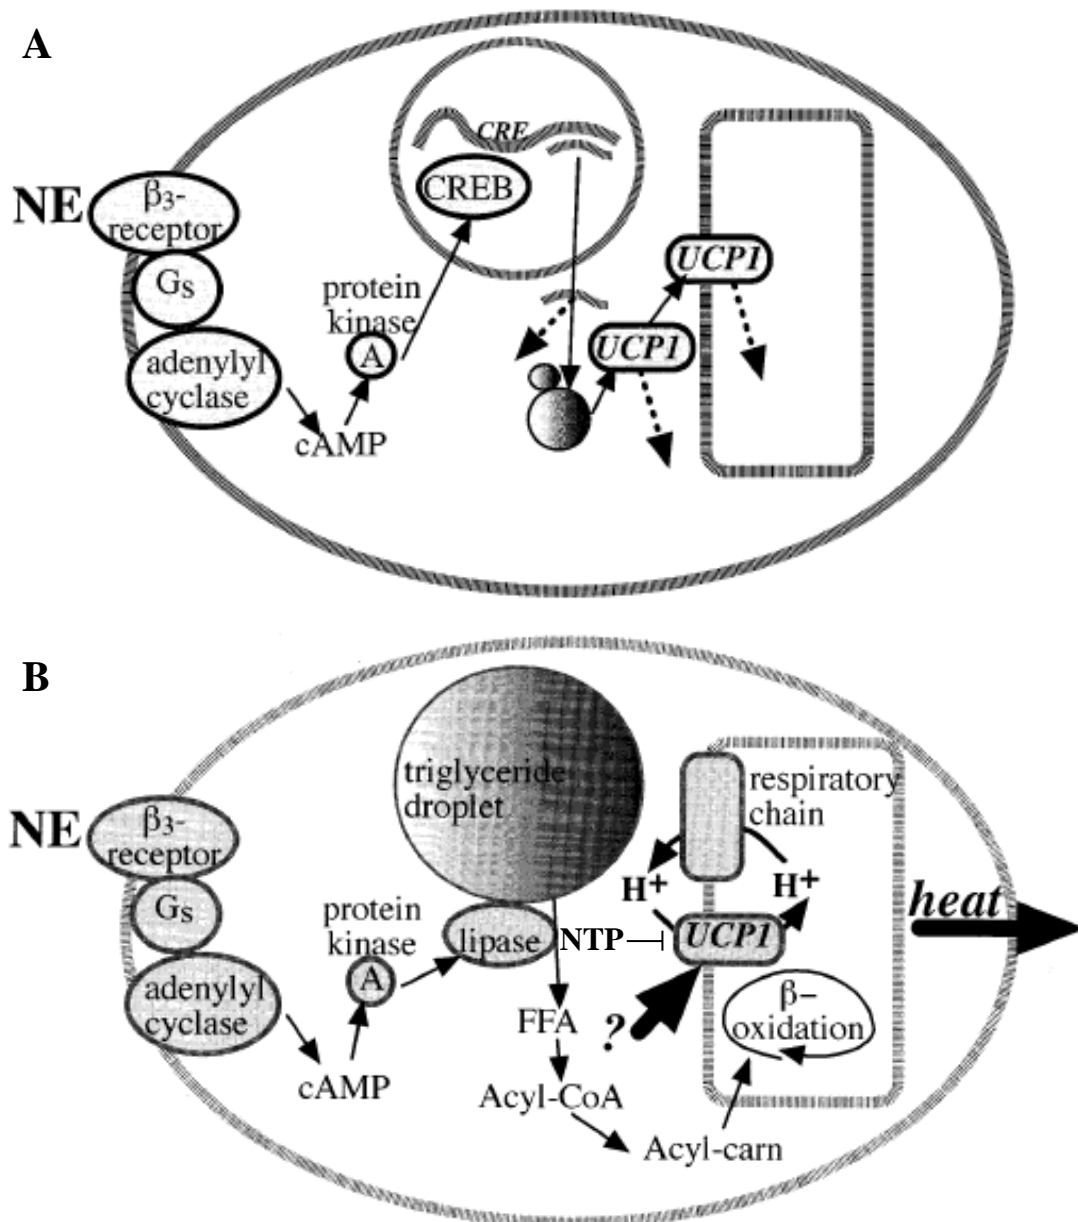 A
CRE
CREB
NE
β3-
receptor
Gs
adenylyl
cyclase
cAMP
protein
kinase
A
UCP1
UCP1
B
triglyceride
droplet
respiratory
chain
NE
β3-
receptor
Gs
adenylyl
cyclase
cAMP
protein
kinase
A
lipase
NTP
H+
H+
UCP1
heat
FFA
?
β-
oxidation
Acyl-CoA
Acyl-carn